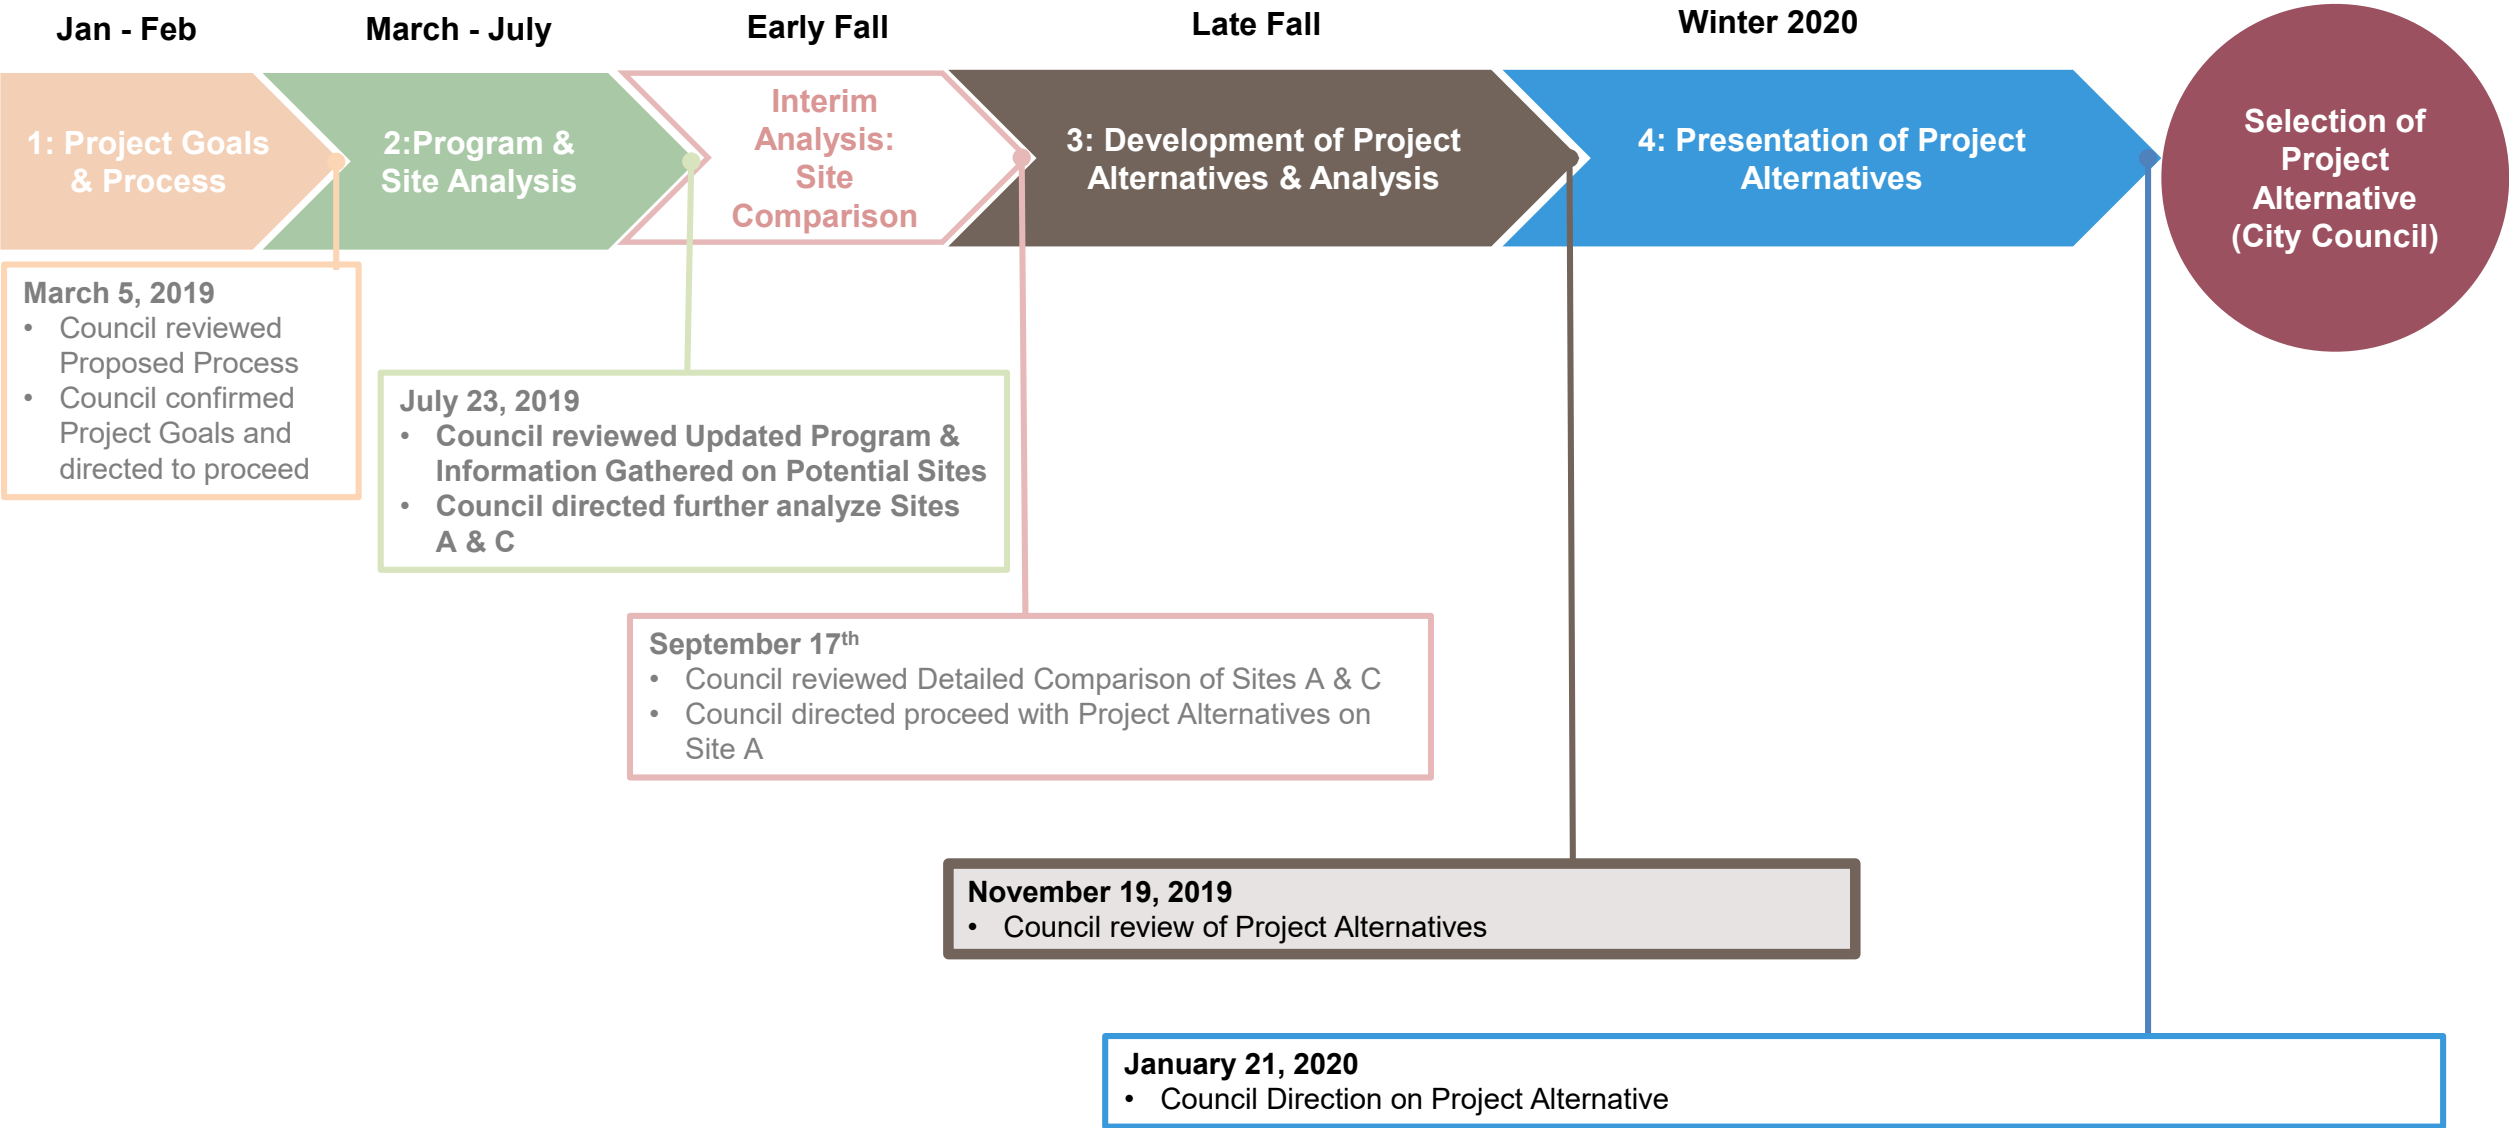 Jan - Feb
March - July
Early Fall
Late Fall
Winter 2020
1: Project Goals
& Process
2:Program &
Site Analysis
Interim
Analysis:
Site
Comparison
3: Development of Project
Alternatives & Analysis
4: Presentation of Project
Alternatives
Selection of
Project
Alternative
(City Council)
March 5, 2019
• Council reviewed
Proposed Process
• Council confirmed
Project Goals and
directed to proceed
July 23, 2019
• Council reviewed Updated Program &
Information Gathered on Potential Sites
• Council directed further analyze Sites
A & C
September 17th
• Council reviewed Detailed Comparison of Sites A & C
• Council directed proceed with Project Alternatives on
Site A
November 19, 2019
• Council review of Project Alternatives
January 21, 2020
• Council Direction on Project Alternative